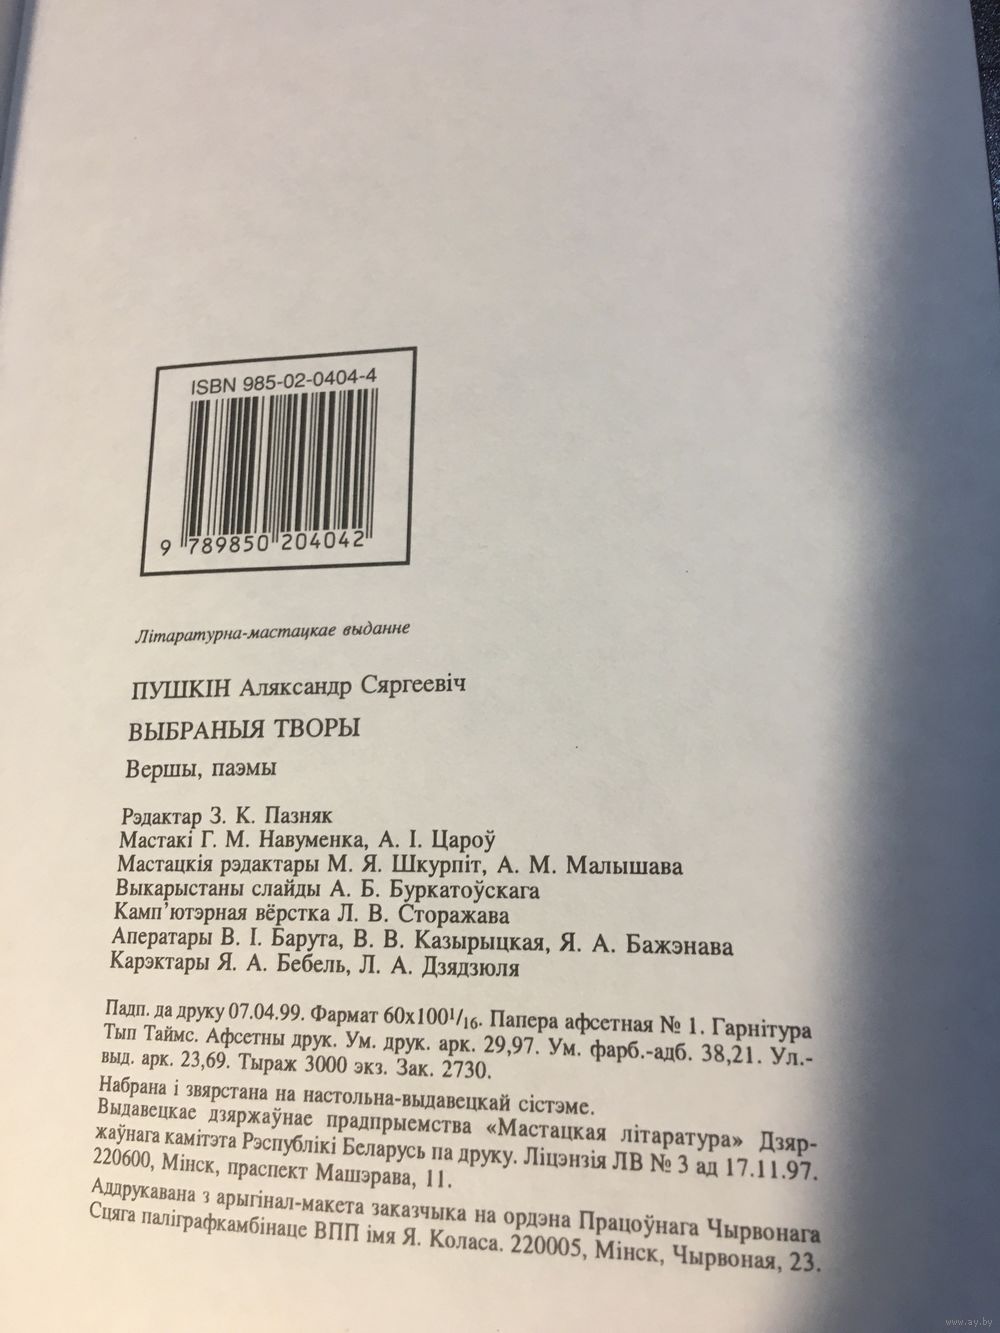 ISBN 985-02-0404-4
9 789850 204042
Літаратурна-мастацкае выданне
ПУШКІН Аляксандр Сяргеевіч
ВЫБРАНЫЯ ТВОРЫ
Вершы, паэмы
Рэдактар З. К. Пазняк
Мастакі Г. М. Навуменка, А. І. Цароў
Мастацкія рэдактары М. Я. Шкурпіт, А. М. Малышава
Выкарыстаны слайды А. Б. Буркатоўскага
Камп'ютэрная вёрстка Л. В. Сторажава
Аператары В. І. Барута, В. В. Казырыцкая, Я. А. Бажэнава
Карэктары Я. А. Бебель, Л. А. Дзядзюля
Падп. да друку 07.04.99. Фармат 60х100¹/₁₆. Папера афсетная № 1. Гарнітура
Тып Таймс. Афсетны друк. Ум. друк. арк. 29,97. Ум. фарб.-адб. 38,21. Ул.-
выд. арк. 23,69. Тыраж 3000 экз. Зак. 2730.
Набрана і звярстана на настольна-выдавецкай сістэме.
Выдавецкае дзяржаўнае прадпрыемства «Мастацкая літаратура» Дзяр-
жаўнага камітэта Рэспублікі Беларусь па друку. Ліцэнзія ЛВ № 3 ад 17.11.97.
220600, Мінск, праспект Машэрава, 11.
Аддрукавана з арыгінал-макета заказчыка на ордэна Працоўнага Чырвонага
Сцяга паліграфкамбінаце ВПП імя Я. Коласа. 220005, Мінск, Чырвоная, 23.
www.ay.by